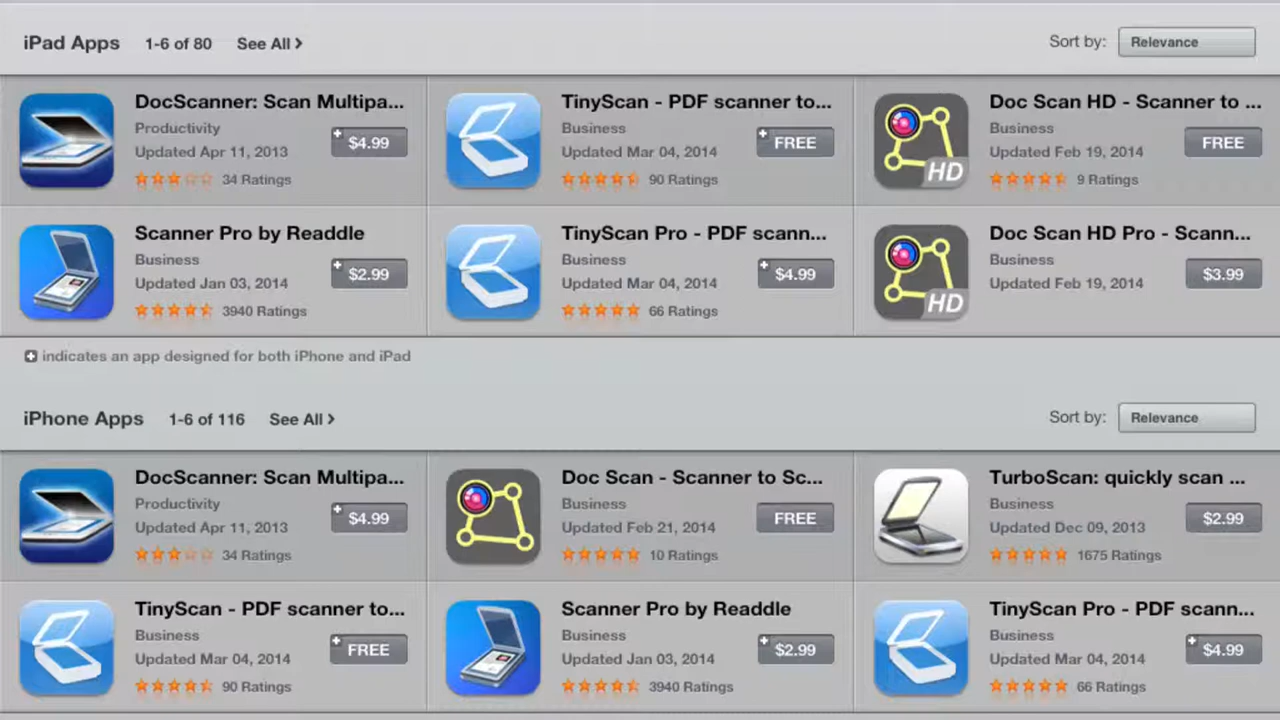 iPad Apps 1-6 of 80 See All > Sort by: Relevance
DocScanner: Scan Multipa...
Productivity
Updated Apr 11, 2013
$4.99
34 Ratings
TinyScan - PDF scanner to...
Business
Updated Mar 04, 2014
FREE
90 Ratings
Doc Scan HD - Scanner to ...
Business
Updated Feb 19, 2014
FREE
9 Ratings
HD
Scanner Pro by Readdle
Business
Updated Jan 03, 2014
$2.99
3940 Ratings
TinyScan Pro - PDF scann...
Business
Updated Mar 04, 2014
$4.99
66 Ratings
Doc Scan HD Pro - Scann...
Business
Updated Feb 19, 2014
$3.99
HD
+ indicates an app designed for both iPhone and iPad
iPhone Apps 1-6 of 116 See All > Sort by: Relevance
DocScanner: Scan Multipa...
Productivity
Updated Apr 11, 2013
$4.99
34 Ratings
Doc Scan - Scanner to Sc...
Business
Updated Feb 21, 2014
FREE
10 Ratings
TurboScan: quickly scan ...
Business
Updated Dec 09, 2013
$2.99
1675 Ratings
TinyScan - PDF scanner to...
Business
Updated Mar 04, 2014
FREE
90 Ratings
Scanner Pro by Readdle
Business
Updated Jan 03, 2014
$2.99
3940 Ratings
TinyScan Pro - PDF scann...
Business
Updated Mar 04, 2014
$4.99
66 Ratings